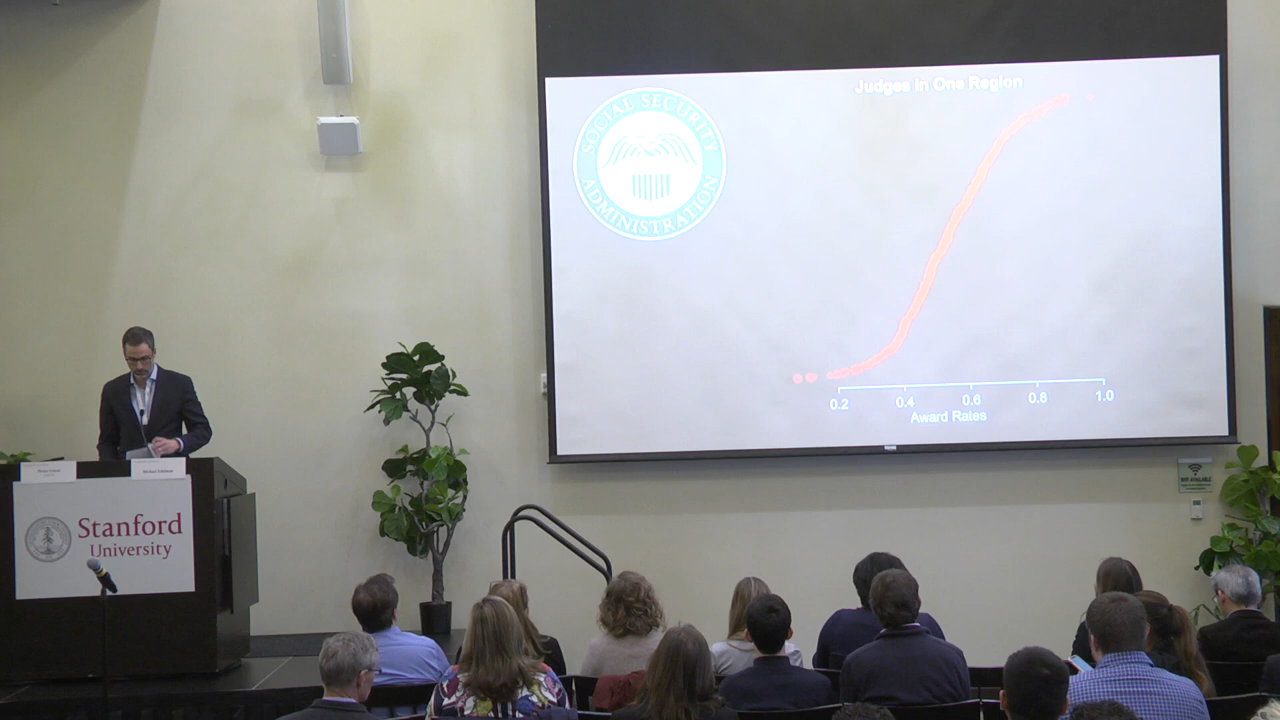 Judges in One Region
SOCIAL SECURITY
ADMINISTRATION
0.2 0.4 0.6 0.8 1.0
Award Rates
Stanford
University